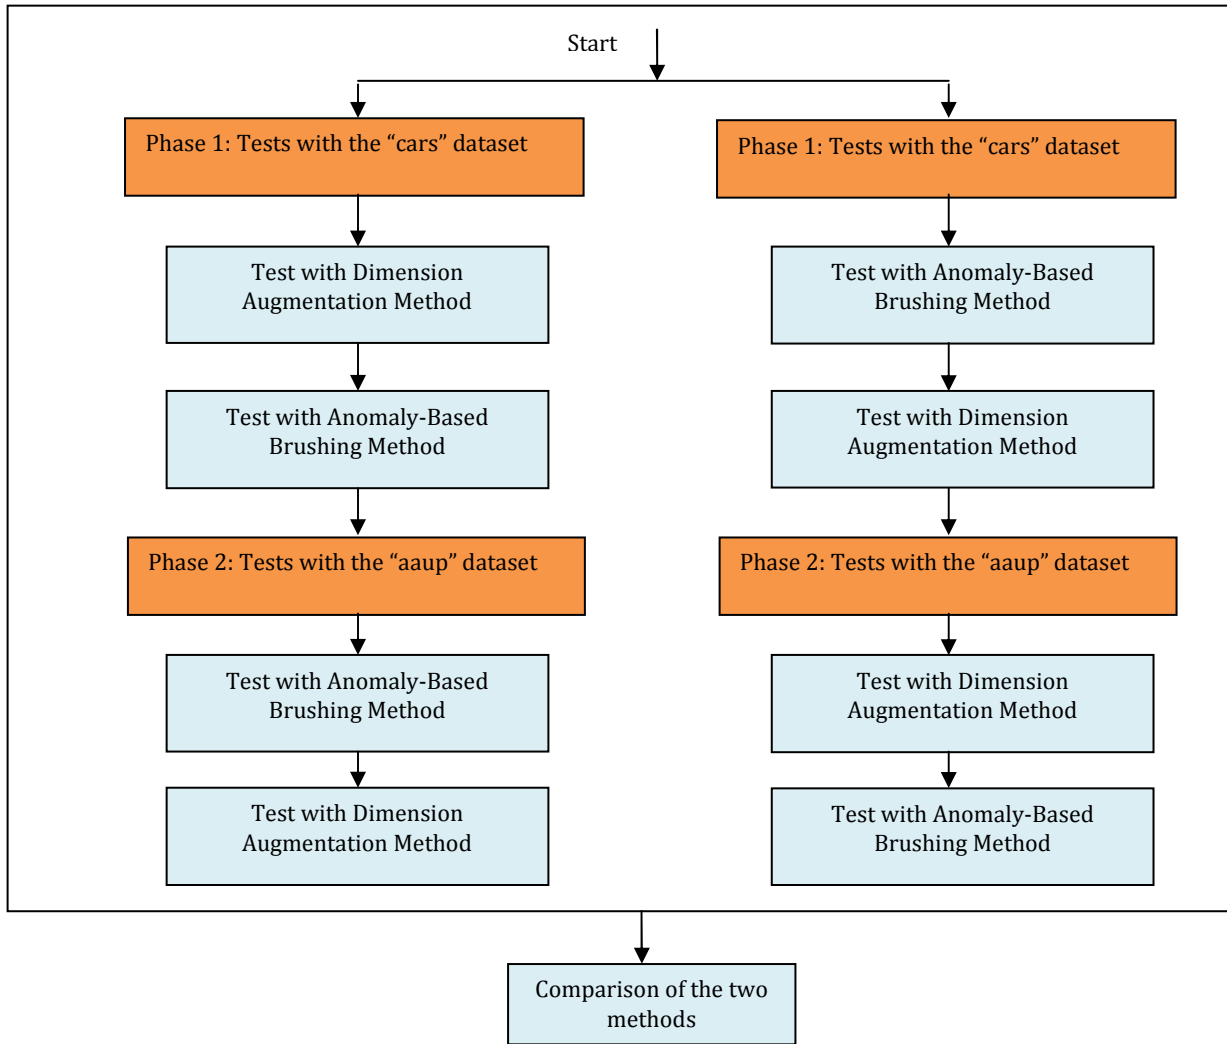 Start
Phase 1: Tests with the “cars” dataset
Test with Dimension
Augmentation Method
Test with Anomaly-Based
Brushing Method
Phase 2: Tests with the “aaup” dataset
Test with Anomaly-Based
Brushing Method
Test with Dimension
Augmentation Method
Phase 1: Tests with the “cars” dataset
Test with Anomaly-Based
Brushing Method
Test with Dimension
Augmentation Method
Phase 2: Tests with the “aaup” dataset
Test with Dimension
Augmentation Method
Test with Anomaly-Based
Brushing Method
Comparison of the two
methods